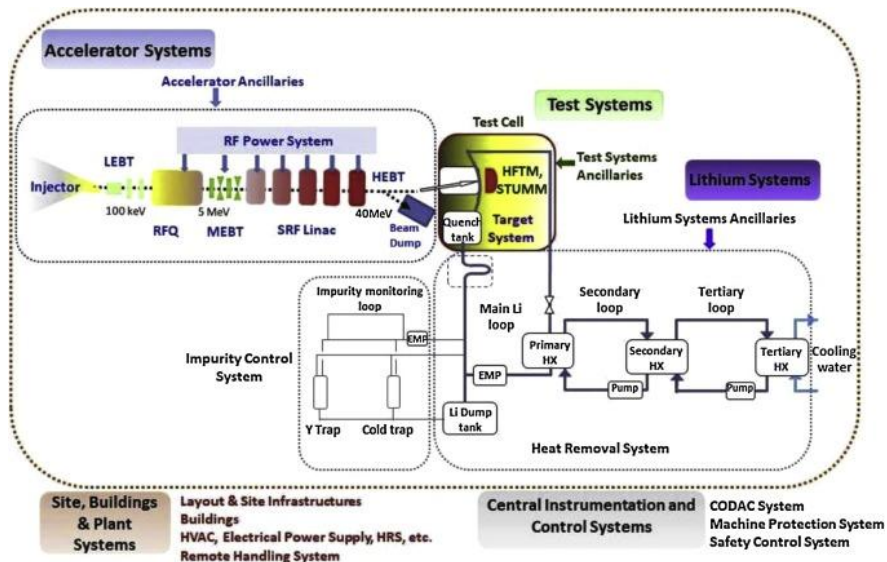 Accelerator Systems
Accelerator Ancillaries
RF Power System
LEBT
Injector
100 keV
RFQ
5 MeV
MEBT
SRF Linac
HEBT
40MeV
Beam
Dump
Test Systems
Test Cell
HFTM,
STUMM
Target
System
Quench
tank
Test Systems
Ancillaries
Lithium Systems
Lithium Systems Ancillaries
Impurity monitoring
loop
EMP
Impurity Control
System
Y Trap
Cold trap
Main Li
loop
EMP
Li Dump
tank
Primary
HX
Secondary
loop
Pump
Secondary
HX
Tertiary
loop
Pump
Tertiary
HX
Cooling
water
Heat Removal System
Site, Buildings
& Plant
Systems
Layout & Site Infrastructures
Buildings
HVAC, Electrical Power Supply, HRS, etc.
Remote Handling System
Central Instrumentation and
Control Systems
CODAC System
Machine Protection System
Safety Control System